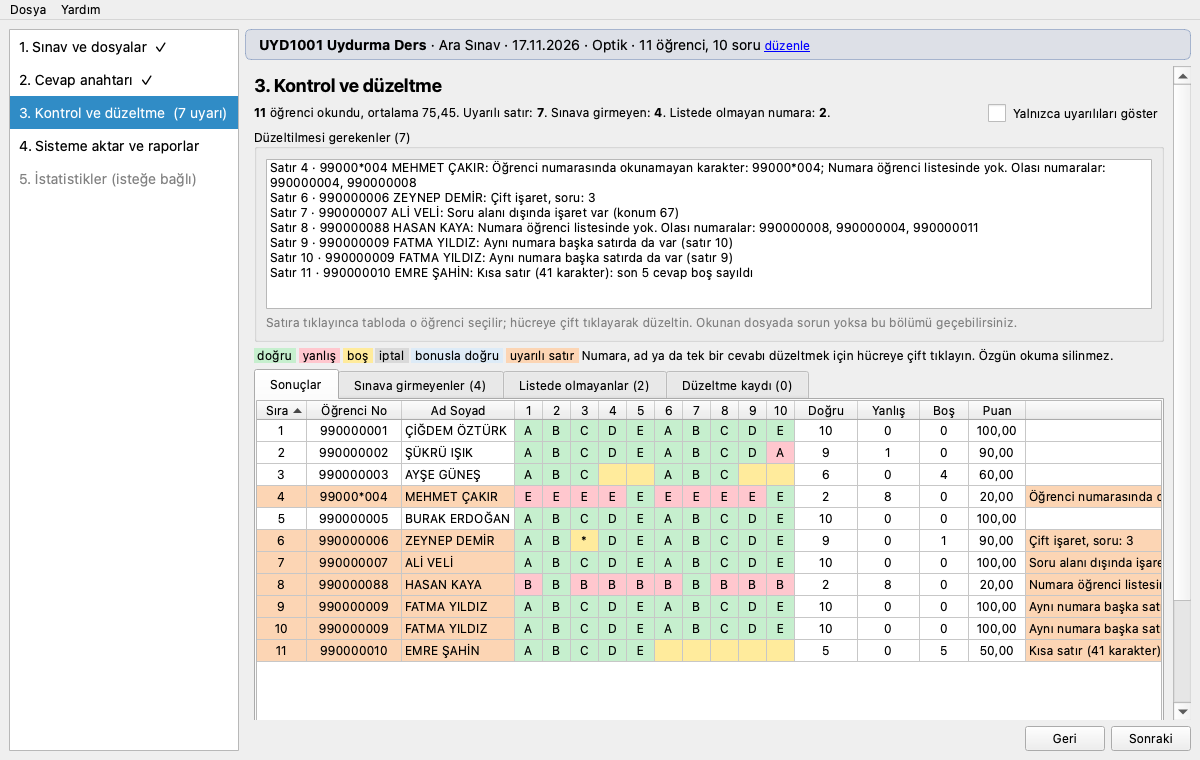 Dosya Yardım
1. Sınav ve dosyalar ✓
2. Cevap anahtarı ✓
3. Kontrol ve düzeltme (7 uyarı)
4. Sisteme aktar ve raporlar
5. İstatistikler (isteğe bağlı)
UYD1001 Uydurma Ders · Ara Sınav · 17.11.2026 · Optik · 11 öğrenci, 10 soru düzenle
3. Kontrol ve düzeltme
11 öğrenci okundu, ortalama 75,45. Uyarılı satır: 7. Sınava girmeyen: 4. Listede olmayan numara: 2.
Yalnızca uyarılıları göster
Düzeltilmesi gerekenler (7)
Satır 4 · 99000*004 MEHMET ÇAKIR: Öğrenci numarasında okunamayan karakter: 99000*004; Numara öğrenci listesinde yok. Olası numaralar:
990000004, 990000008
Satır 6 · 990000006 ZEYNEP DEMİR: Çift işaret, soru: 3
Satır 7 · 990000007 ALİ VELİ: Soru alanı dışında işaret var (konum 67)
Satır 8 · 990000088 HASAN KAYA: Numara öğrenci listesinde yok. Olası numaralar: 990000008, 990000004, 990000011
Satır 9 · 990000009 FATMA YILDIZ: Aynı numara başka satırda da var (satır 10)
Satır 10 · 990000009 FATMA YILDIZ: Aynı numara başka satırda da var (satır 9)
Satır 11 · 990000010 EMRE ŞAHİN: Kısa satır (41 karakter): son 5 cevap boş sayıldı
Satıra tıklayınca tabloda o öğrenci seçilir; hücreye çift tıklayarak düzeltin. Okunan dosyada sorun yoksa bu bölümü geçebilirsiniz.
doğru yanlış boş iptal bonusla doğru uyarılı satır Numara, ad ya da tek bir cevabı düzeltmek için hücreye çift tıklayın. Özgün okuma silinmez.
Sonuçlar Sınava girmeyenler (4) Listede olmayanlar (2) Düzeltme kaydı (0)
Sıra Öğrenci No Ad Soyad 1 2 3 4 5 6 7 8 9 10 Doğru Yanlış Boş Puan
1 990000001 ÇİĞDEM ÖZTÜRK A B C D E A B C D E 10 0 0 100,00
2 990000002 ŞÜKRÜ IŞIK A B C D E A B C D A 9 1 0 90,00
3 990000003 AYŞE GÜNEŞ A B C A B C 6 0 4 60,00
4 99000*004 MEHMET ÇAKIR E E E E E E E E E E 2 8 0 20,00 Öğrenci numarasında
5 990000005 BURAK ERDOĞAN A B C D E A B C D E 10 0 0 100,00
6 990000006 ZEYNEP DEMİR A B * D E A B C D E 9 0 1 90,00 Çift işaret, soru: 3
7 990000007 ALİ VELİ A B C D E A B C D E 10 0 0 100,00 Soru alanı dışında işare
8 990000088 HASAN KAYA B B B B B B B B B B 2 8 0 20,00 Numara öğrenci listesi
9 990000009 FATMA YILDIZ A B C D E A B C D E 10 0 0 100,00 Aynı numara başka sat
10 990000009 FATMA YILDIZ A B C D E A B C D E 10 0 0 100,00 Aynı numara başka sat
11 990000010 EMRE ŞAHİN A B C D E 5 0 5 50,00 Kısa satır (41 karakter)
Geri Sonraki